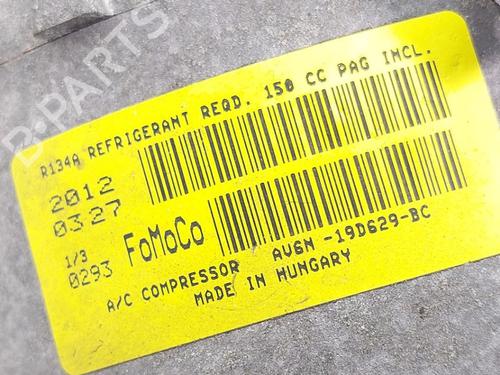 B-PARTS
R134A REFRIGERANT REQD. 150 CC PAG INCL.
2012
0327
1/3
0293
FoMoCo
A/C COMPRESSOR AV6N -19D629-BC
MADE IN HUNGARY